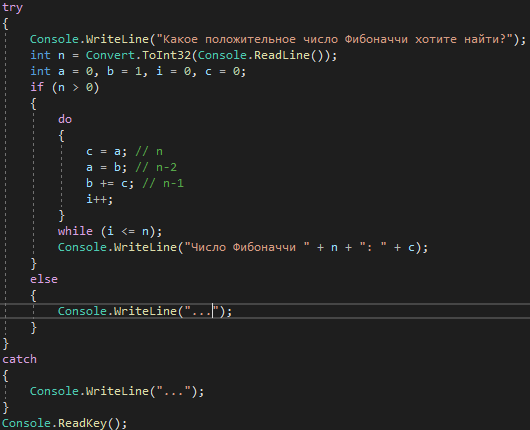 try
{
    Console.WriteLine("Какое положительное число Фибоначчи хотите найти?");
    int n = Convert.ToInt32(Console.ReadLine());
    int a = 0, b = 1, i = 0, c = 0;
    if (n > 0)
    {
        do
        {
            c = a; // n
            a = b; // n-2
            b += c; // n-1
            i++;
        }
        while (i <= n);
        Console.WriteLine("Число Фибоначчи " + n + ": " + c);
    }
    else
    {
        Console.WriteLine("...");
    }
}
catch
{
    Console.WriteLine("...");
}
Console.ReadKey();